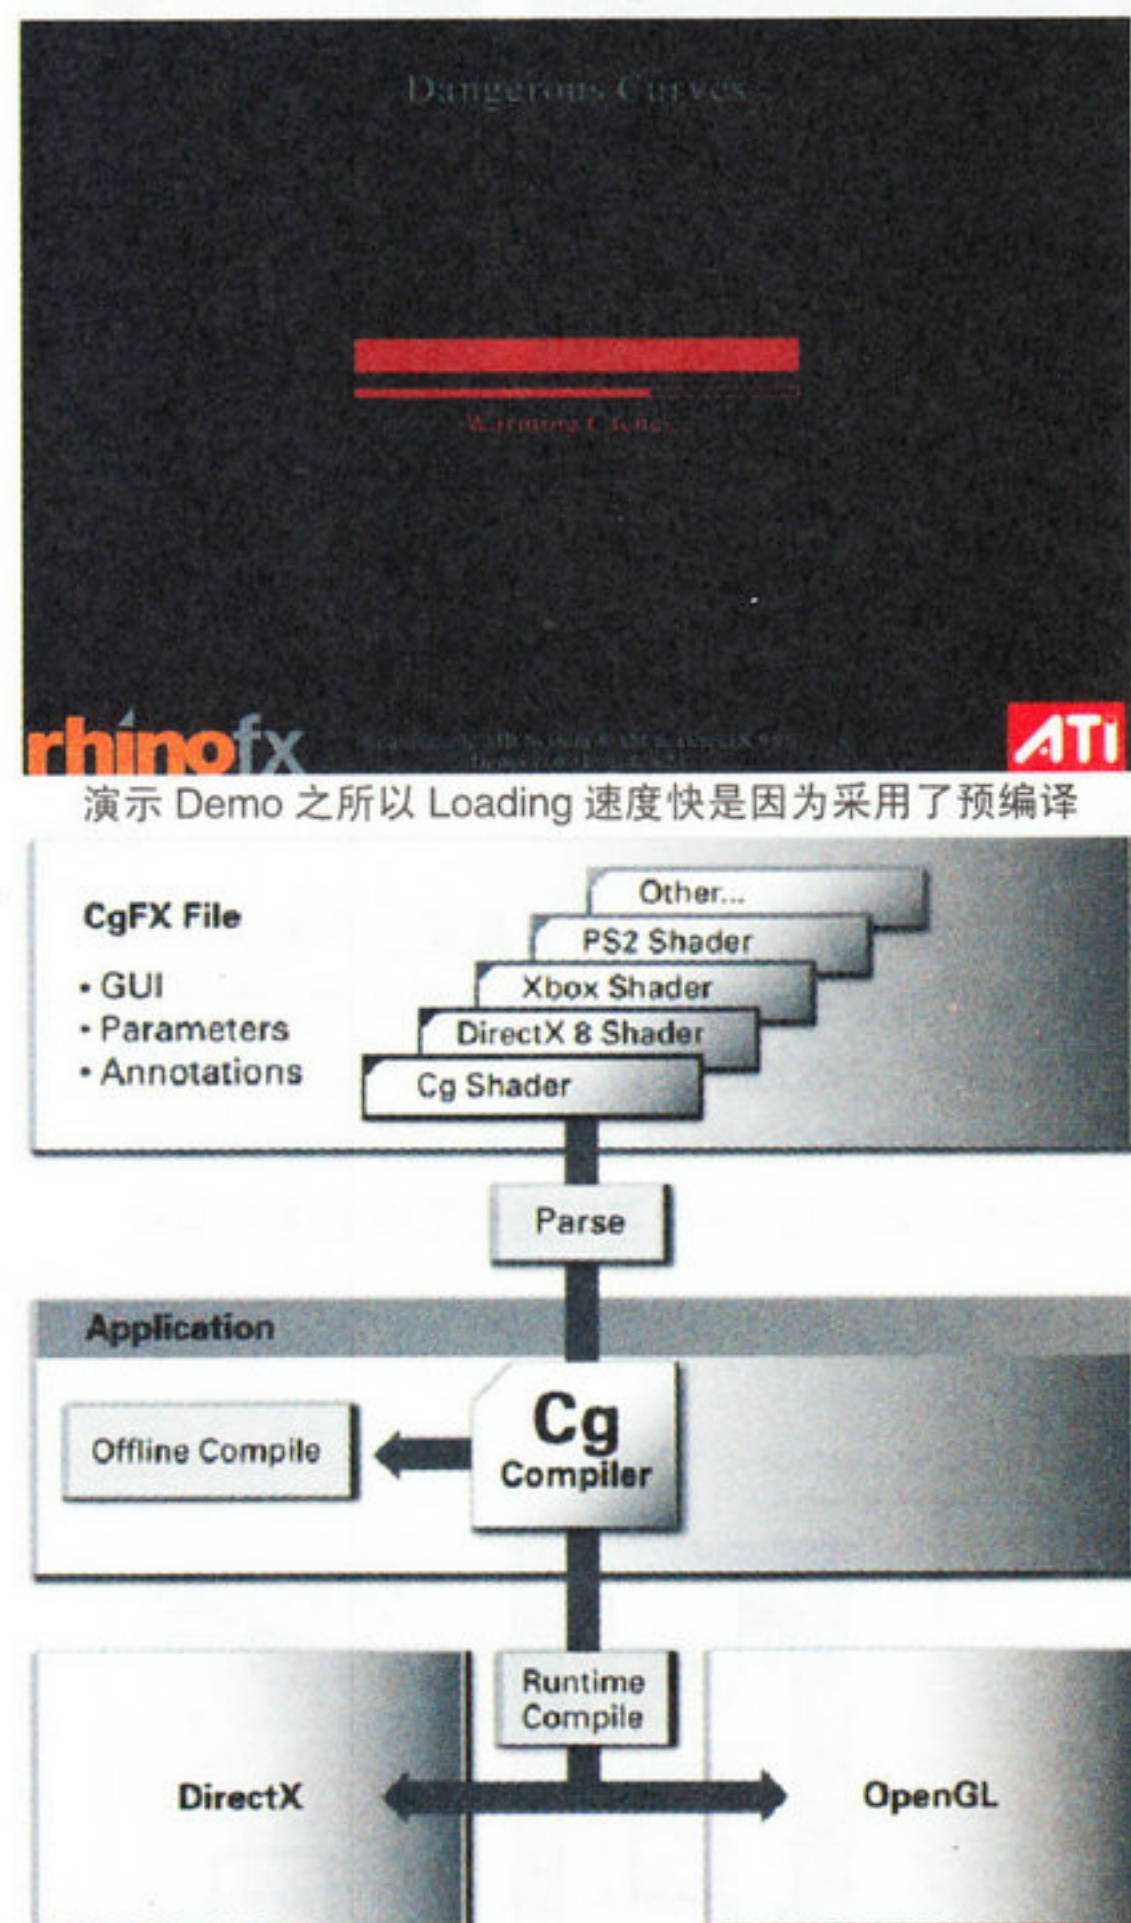 Dangerous Curves
Warming Caches
rhinofx
ATI
演示 Demo 之所以 Loading 速度快是因为采用了预编译
CgFX File
• GUI
• Parameters
• Annotations
Other...
PS2 Shader
Xbox Shader
DirectX 8 Shader
Cg Shader
Parse
Application
Offline Compile
Cg
Compiler
Runtime
Compile
DirectX
OpenGL